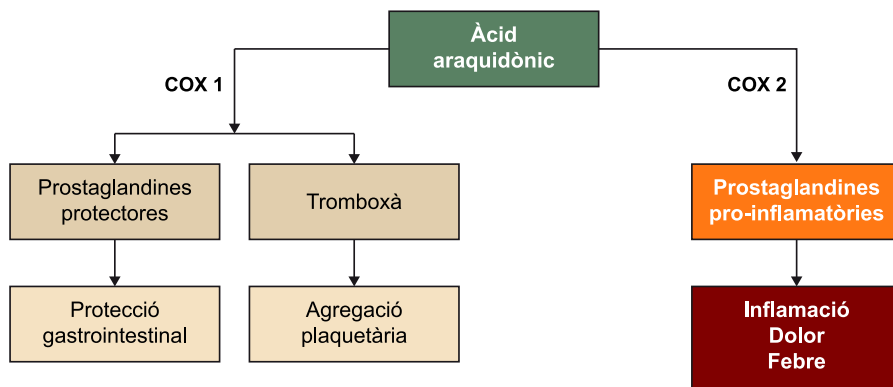 Àcid
araquidònic
COX 1
COX 2
Prostaglandines
protectores
Tromboxà
Prostaglandines
pro-inflamatòries
Protecció
gastrointestinal
Agregació
plaquetària
Inflamació
Dolor
Febre